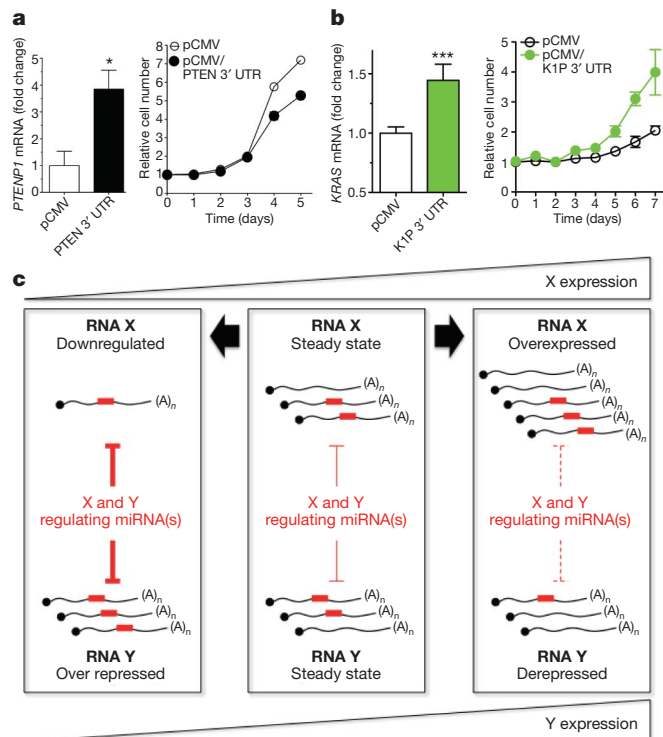 a
PTENP1 mRNA (fold change)
5
4
3
2
1
0
*
pCMV
PTEN 3′ UTR
Relative cell number
8
7
6
5
4
3
2
1
0
pCMV
pCMV/
PTEN 3′ UTR
0 1 2 3 4 5
Time (days)
b
KRAS mRNA (fold change)
2.0
1.5
1.0
0.5
***
pCMV
K1P 3′ UTR
Relative cell number
5
4
3
2
1
0
pCMV
pCMV/
K1P 3′ UTR
0 1 2 3 4 5 6 7
Time (days)
c
X expression
RNA X
Downregulated
(A)n
X and Y
regulating miRNA(s)
(A)n
(A)n
(A)n
RNA Y
Over repressed
RNA X
Steady state
(A)n
(A)n
(A)n
X and Y
regulating miRNA(s)
(A)n
(A)n
(A)n
RNA Y
Steady state
RNA X
Overexpressed
(A)n
(A)n
(A)n
(A)n
(A)n
X and Y
regulating miRNA(s)
(A)n
(A)n
(A)n
RNA Y
Derepressed
Y expression